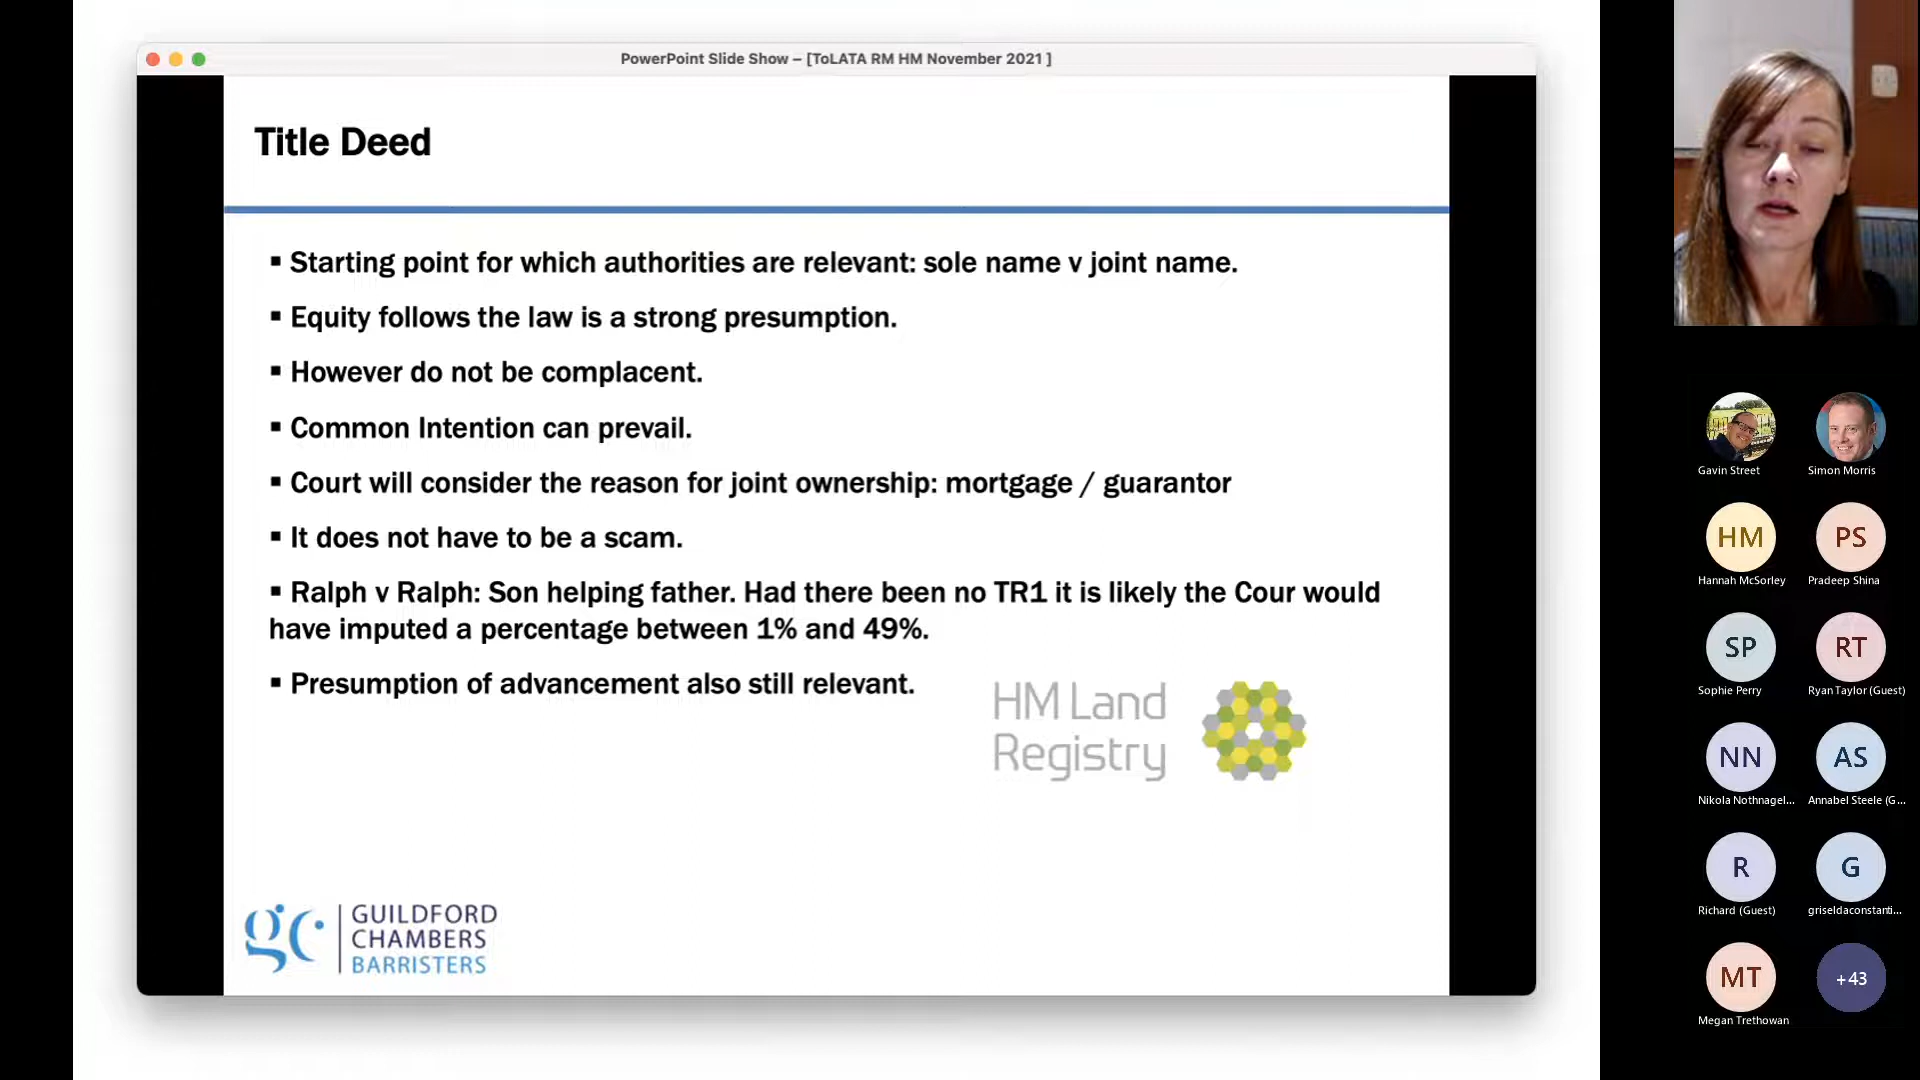 PowerPoint Slide Show – [ToLATA RM HM November 2021 ]
Title Deed
▪ Starting point for which authorities are relevant: sole name v joint name.
▪ Equity follows the law is a strong presumption.
▪ However do not be complacent.
▪ Common Intention can prevail.
▪ Court will consider the reason for joint ownership: mortgage / guarantor
▪ It does not have to be a scam.
▪ Ralph v Ralph: Son helping father. Had there been no TR1 it is likely the Cour would
have imputed a percentage between 1% and 49%.
▪ Presumption of advancement also still relevant.
HM Land
Registry
gc
GUILDFORD
CHAMBERS
BARRISTERS
Gavin Street
Simon Morris
HM
PS
Hannah McSorley
Pradeep Shina
SP
RT
Sophie Perry
Ryan Taylor (Guest)
NN
AS
Nikola Nothnagel...
Annabel Steele (G...
R
G
Richard (Guest)
griseldaconstanti...
MT
+43
Megan Trethowan